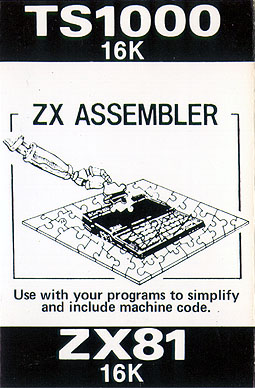 TS1000
16K
ZX ASSEMBLER
Use with your programs to simplify
and include machine code.
ZX81
16K